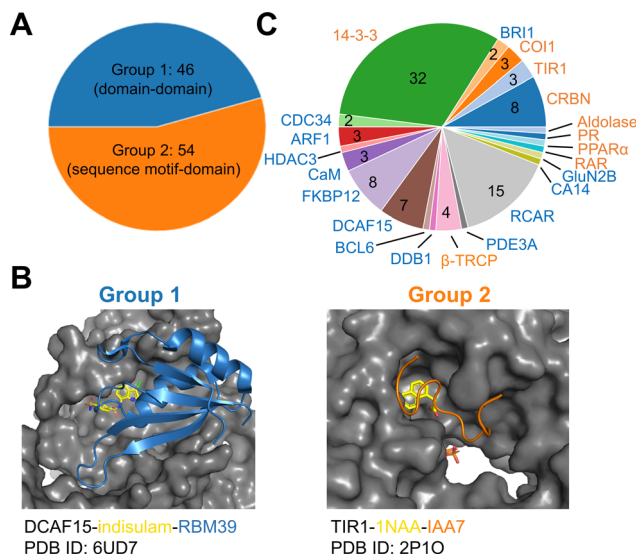 A
Group 1: 46
(domain-domain)
Group 2: 54
(sequence motif-domain)
C
14-3-3
BRI1
COI1
TIR1
CRBN
Aldolase
PR
PPARα
RAR
GluN2B
CA14
RCAR
PDE3A
β-TRCP
DDB1
BCL6
DCAF15
FKBP12
CaM
HDAC3
ARF1
CDC34
32
2
3
3
8
15
4
7
8
3
3
2
B
Group 1
DCAF15-indisulam-RBM39
PDB ID: 6UD7
Group 2
TIR1-1NAA-IAA7
PDB ID: 2P1O